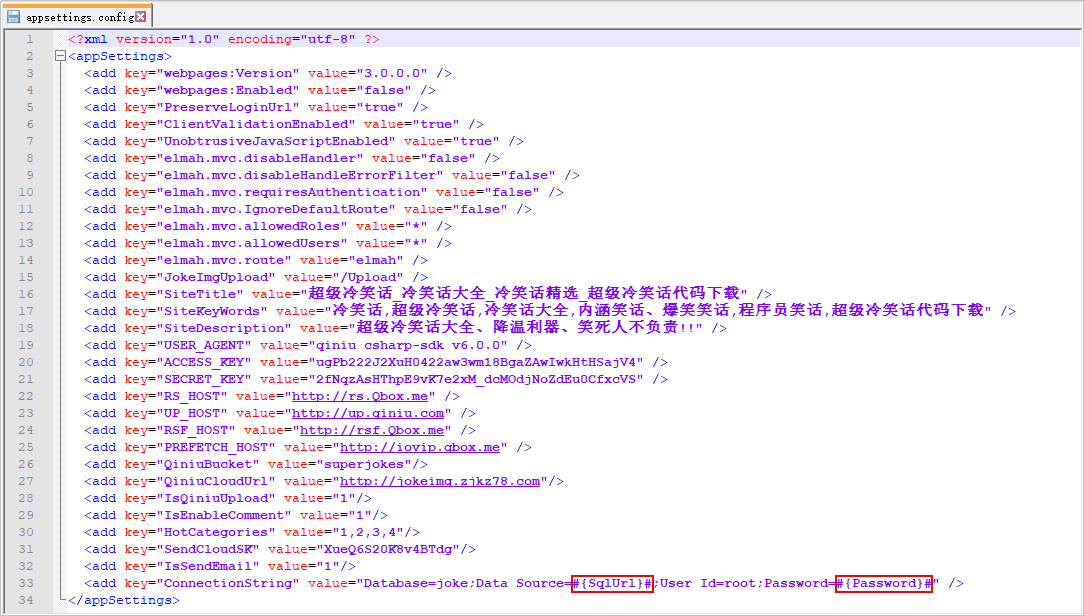 appsettings.config
1 <?xml version="1.0" encoding="utf-8" ?>
2 <appSettings>
3 <add key="webpages:Version" value="3.0.0.0" />
4 <add key="webpages:Enabled" value="false" />
5 <add key="PreserveLoginUrl" value="true" />
6 <add key="ClientValidationEnabled" value="true" />
7 <add key="UnobtrusiveJavaScriptEnabled" value="true" />
8 <add key="elmah.mvc.disableHandler" value="false" />
9 <add key="elmah.mvc.disableHandleErrorFilter" value="false" />
10 <add key="elmah.mvc.requiresAuthentication" value="false" />
11 <add key="elmah.mvc.IgnoreDefaultRoute" value="false" />
12 <add key="elmah.mvc.allowedRoles" value="*" />
13 <add key="elmah.mvc.allowedUsers" value="*" />
14 <add key="elmah.mvc.route" value="elmah" />
15 <add key="JokeImgUpload" value="/Upload" />
16 <add key="SiteTitle" value="超级冷笑话_冷笑话大全_冷笑话精选_超级冷笑话代码下载" />
17 <add key="SiteKeyWords" value="冷笑话,超级冷笑话,冷笑话大全,内涵笑话、爆笑笑话,程序员笑话,超级冷笑话代码下载" />
18 <add key="SiteDescription" value="超级冷笑话大全、降温利器、笑死人不负责!!" />
19 <add key="USER_AGENT" value="qiniu csharp-sdk v6.0.0" />
20 <add key="ACCESS_KEY" value="ugPb222J2XuH0422aw3wm18BgaZAwIwkHtHSajV4" />
21 <add key="SECRET_KEY" value="2fNqzAsHThpE9vK7e2xM_dcMOdjNoZdEu0CfxcVS" />
22 <add key="RS_HOST" value="http://rs.Qbox.me" />
23 <add key="UP_HOST" value="http://up.qiniu.com" />
24 <add key="RSF_HOST" value="http://rsf.Qbox.me" />
25 <add key="PREFETCH_HOST" value="http://iovip.qbox.me" />
26 <add key="QiniuBucket" value="superjokes"/>
27 <add key="QiniuCloudUrl" value="http://jokeimg.zjkz78.com"/>
28 <add key="IsQiniuUpload" value="1"/>
29 <add key="IsEnableComment" value="1"/>
30 <add key="HotCategories" value="1,2,3,4"/>
31 <add key="SendCloudSK" value="XueQ6S20K8v4BTdg"/>
32 <add key="IsSendEmail" value="1"/>
33 <add key="ConnectionString" value="Database=joke;Data Source=#{SqlUrl}#;User Id=root;Password=#{Password}#" />
34 </appSettings>